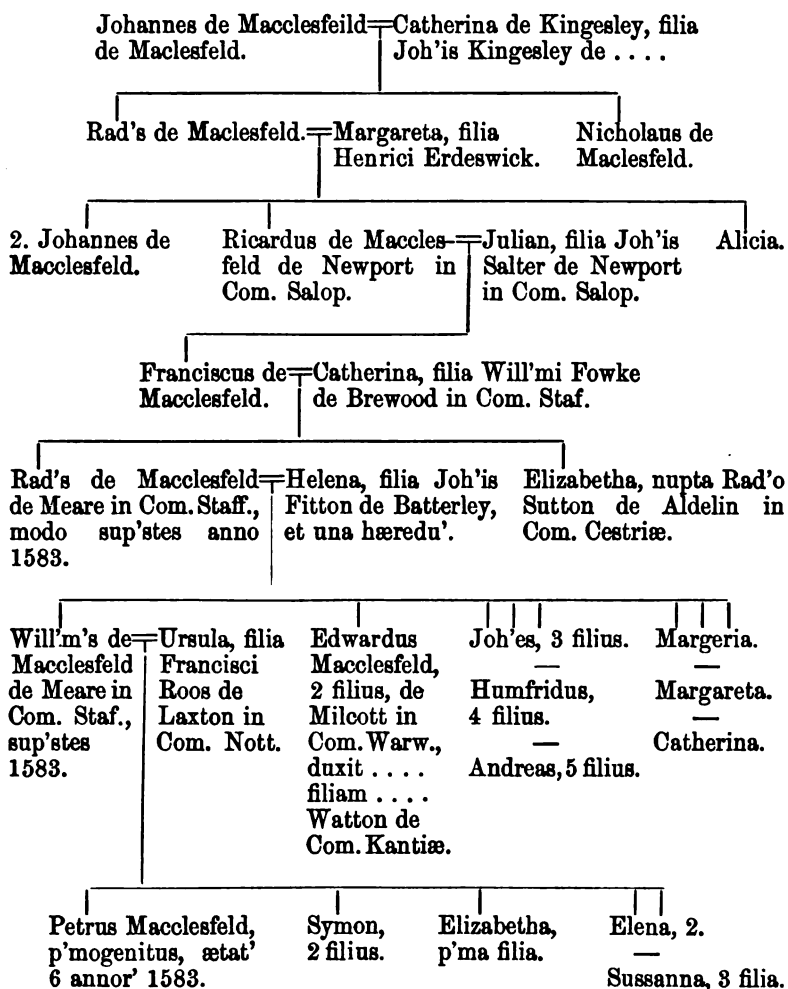 Johannes de Macclesfeild
de Maclesfeld.
Catherina de Kingesley, filia
Joh'is Kingesley de . . . .
Rad's de Maclesfeld.
Margareta, filia
Henrici Erdeswick.
Nicholaus de
Maclesfeld.
2. Johannes de
Macclesfeld.
Ricardus de Maccles-
feld de Newport in
Com. Salop.
Julian, filia Joh'is
Salter de Newport
in Com. Salop.
Alicia.
Franciscus de
Macclesfeld.
Catherina, filia Will'mi Fowke
de Brewood in Com. Staf.
Rad's de Macclesfeld
de Meare in Com. Staff.,
modo sup'stes anno
1583.
Helena, filia Joh'is
Fitton de Batterley,
et una hæredu'.
Elizabetha, nupta Rad'o
Sutton de Aldelin in
Com. Cestriæ.
Will'm's de
Macclesfeld
de Meare in
Com. Staf.,
sup'stes
1583.
Ursula, filia
Francisci
Roos de
Laxton in
Com. Nott.
Edwardus
Macclesfeld,
2 filius, de
Milcott in
Com. Warw.,
duxit . . . .
filiam . . . .
Watton de
Com. Kantiæ.
Joh'es, 3 filius.
—
Humfridus,
4 filius.
—
Andreas, 5 filius.
Margeria.
—
Margareta.
—
Catherina.
Petrus Macclesfeld,
p'mogenitus, ætat'
6 annor' 1583.
Symon,
2 filius.
Elizabetha,
p'ma filia.
Elena, 2.
—
Sussanna, 3 filia.